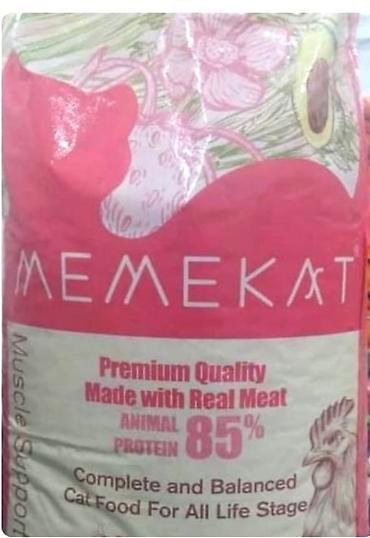 MEMEKAT
Muscle Support
Premium Quality
Made with Real Meat
ANIMAL
PROTEIN 85%
Complete and Balanced
Cat Food For All Life Stage